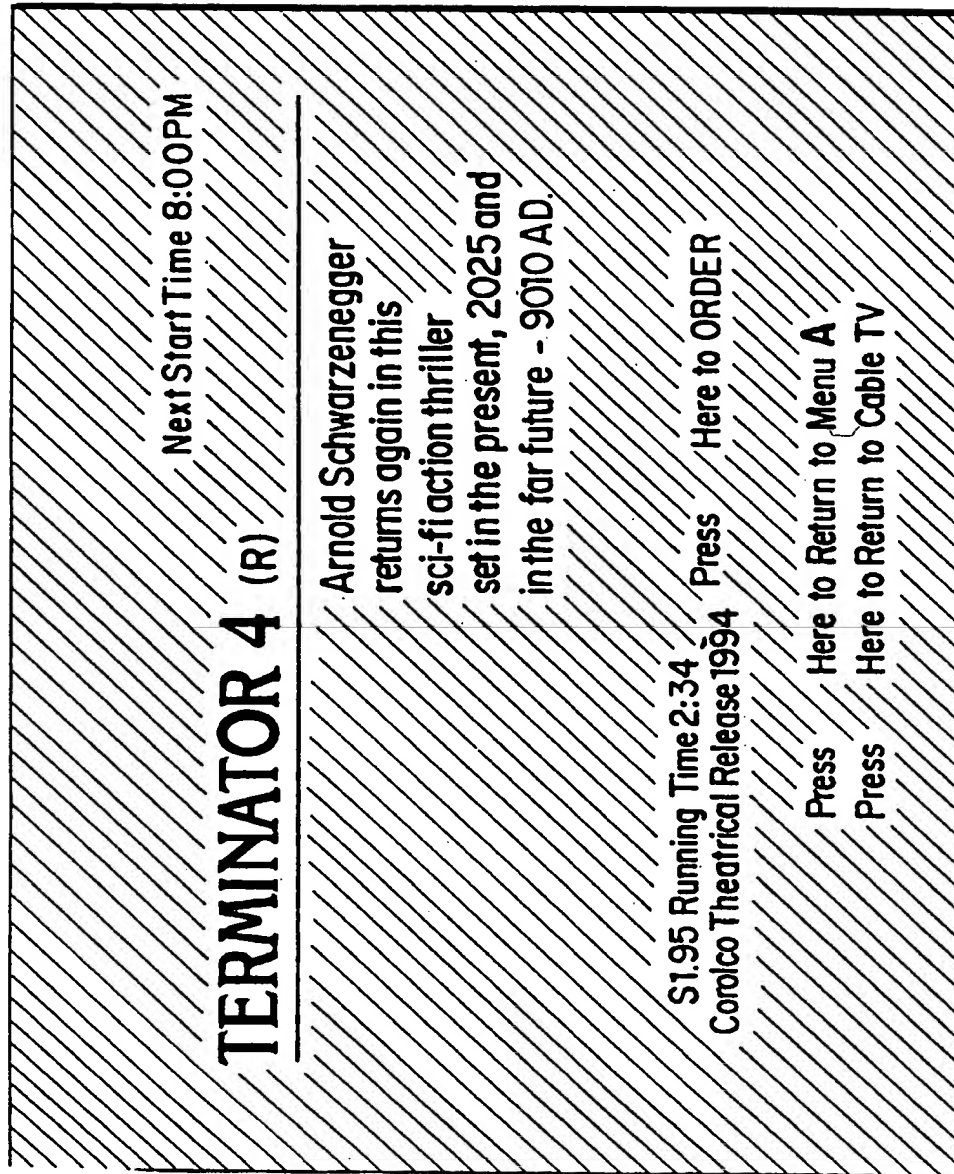 Next Start Time 8:00PM
TERMINATOR 4 (R)
Arnold Schwarzenegger
returns again in this
sci-fi action thriller
set in the present, 2025 and
in the far future - 9010 AD.
S1.95 Running Time 2:34
Corolco Theatrical Release 1994
Press Here to ORDER
Press Here to Return to Menu A
Press Here to Return to Cable TV